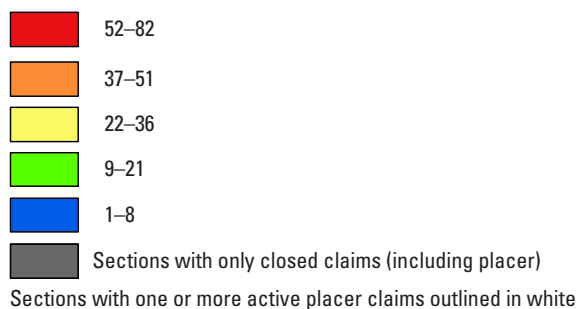 52–82
37–51
22–36
9–21
1–8
Sections with only closed claims (including placer)
Sections with one or more active placer claims outlined in white